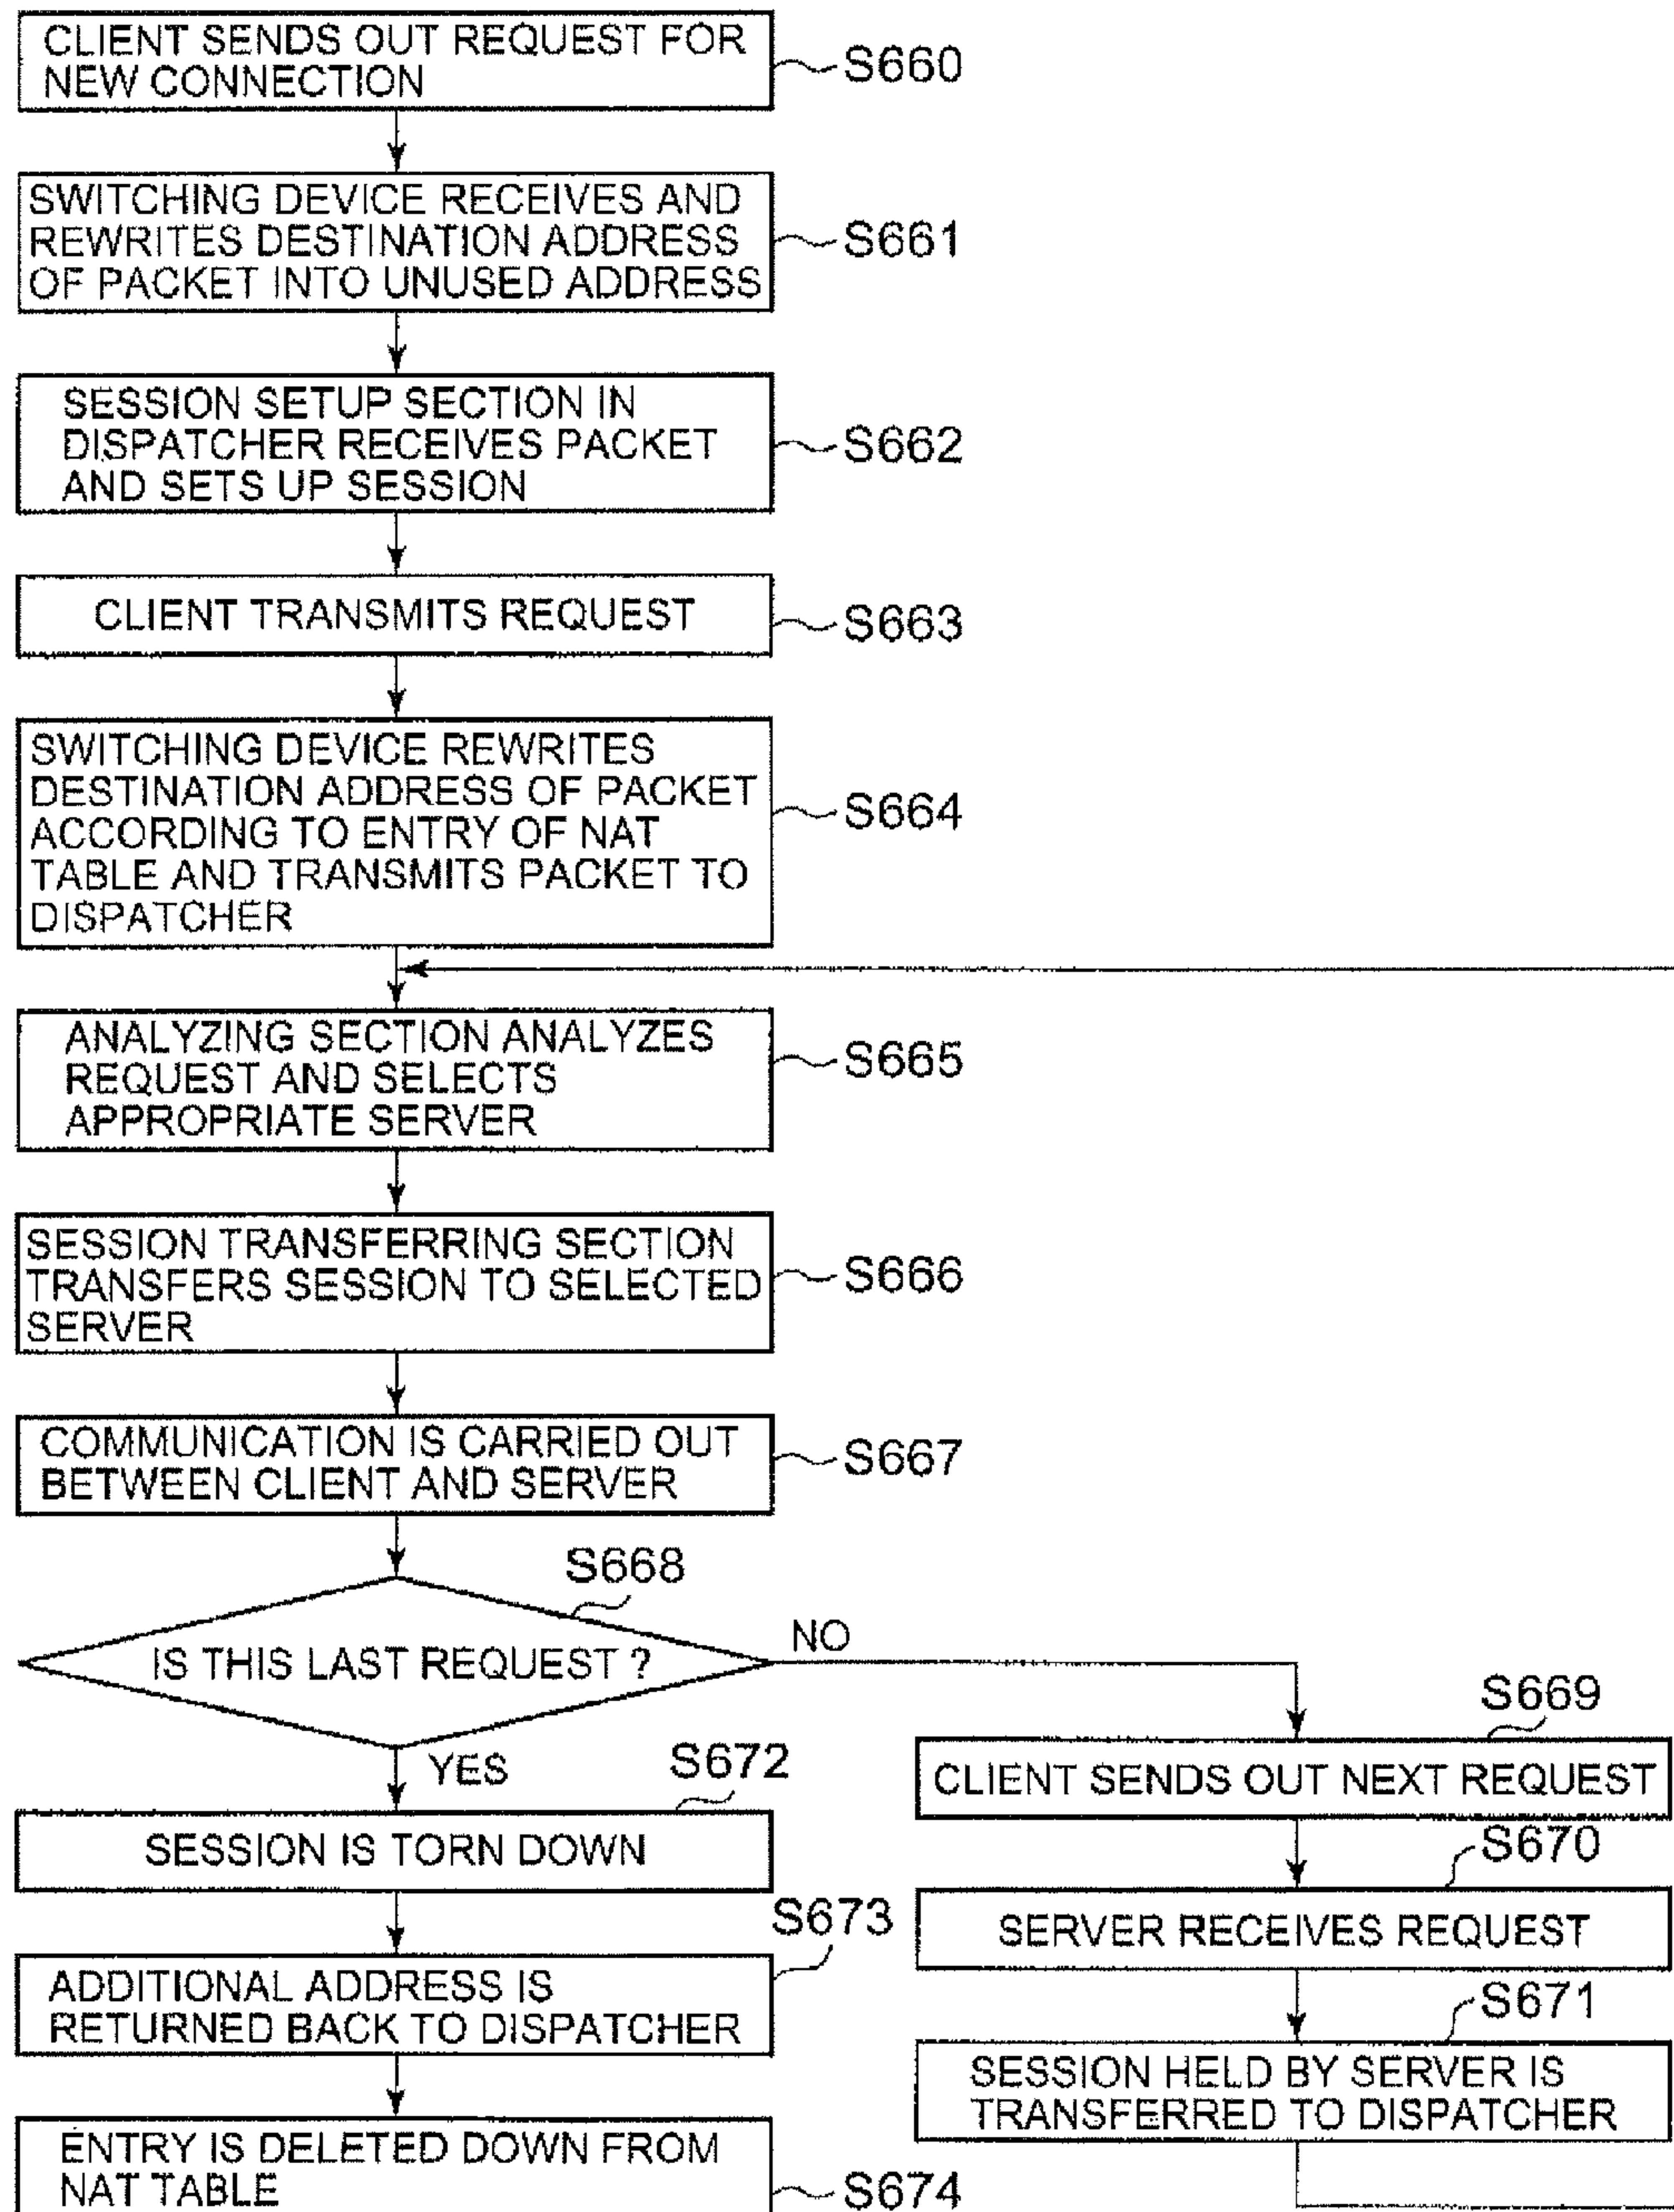 CLIENT SENDS OUT REQUEST FOR
NEW CONNECTION
S660
SWITCHING DEVICE RECEIVES AND
REWRITES DESTINATION ADDRESS
OF PACKET INTO UNUSED ADDRESS
S661
SESSION SETUP SECTION IN
DISPATCHER RECEIVES PACKET
AND SETS UP SESSION
S662
CLIENT TRANSMITS REQUEST
S663
SWITCHING DEVICE REWRITES
DESTINATION ADDRESS OF PACKET
ACCORDING TO ENTRY OF NAT
TABLE AND TRANSMITS PACKET TO
DISPATCHER
S664
ANALYZING SECTION ANALYZES
REQUEST AND SELECTS
APPROPRIATE SERVER
S665
SESSION TRANSFERRING SECTION
TRANSFERS SESSION TO SELECTED
SERVER
S666
COMMUNICATION IS CARRIED OUT
BETWEEN CLIENT AND SERVER
S667
S668
IS THIS LAST REQUEST ?
NO
YES
S669
CLIENT SENDS OUT NEXT REQUEST
S670
SERVER RECEIVES REQUEST
S671
SESSION HELD BY SERVER IS
TRANSFERRED TO DISPATCHER
S672
SESSION IS TORN DOWN
S673
ADDITIONAL ADDRESS IS
RETURNED BACK TO DISPATCHER
ENTRY IS DELETED DOWN FROM
NAT TABLE
S674